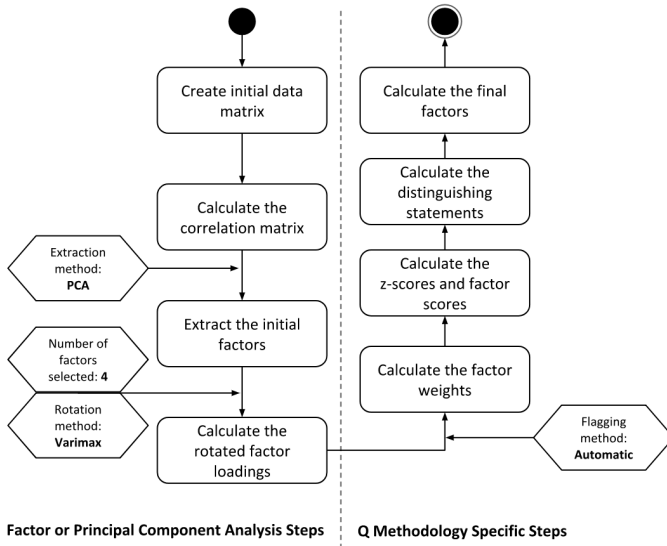 Create initial data
matrix
Calculate the
correlation matrix
Extraction
method:
PCA
Extract the initial
factors
Number of
factors
selected: 4
Rotation
method:
Varimax
Calculate the
rotated factor
loadings
Factor or Principal Component Analysis Steps
Calculate the final
factors
Calculate the
distinguishing
statements
Calculate the
z-scores and factor
scores
Calculate the factor
weights
Flagging
method:
Automatic
Q Methodology Specific Steps